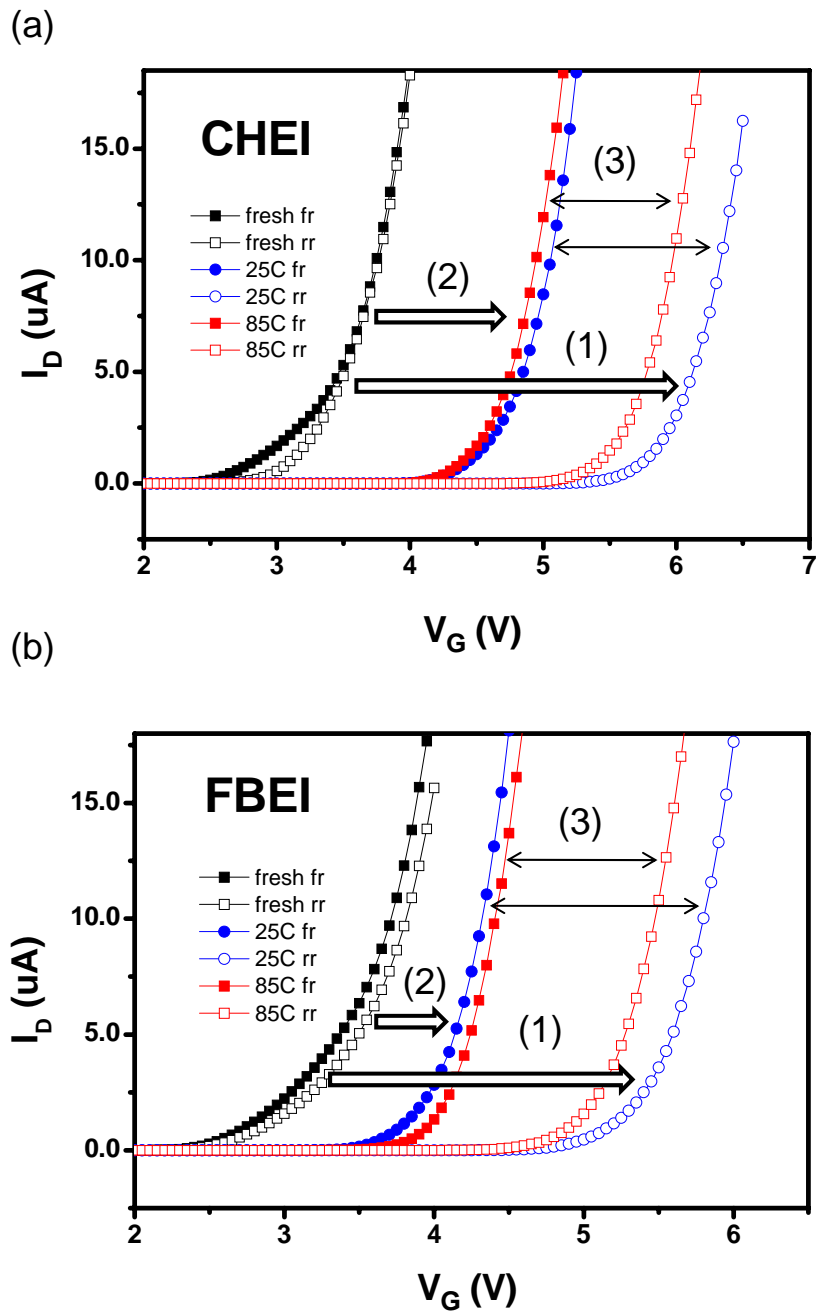 (a)
CHEI
(3)
fresh fr
fresh rr
25C fr
25C rr
85C fr
85C rr
(2)
(1)
I_D (uA)
15.0
10.0
5.0
0.0
2 3 4 5 6 7
V_G (V)
(b)
FBEI
(3)
fresh fr
fresh rr
25C fr
25C rr
85C fr
85C rr
(2)
(1)
I_D (uA)
15.0
10.0
5.0
0.0
2 3 4 5 6
V_G (V)